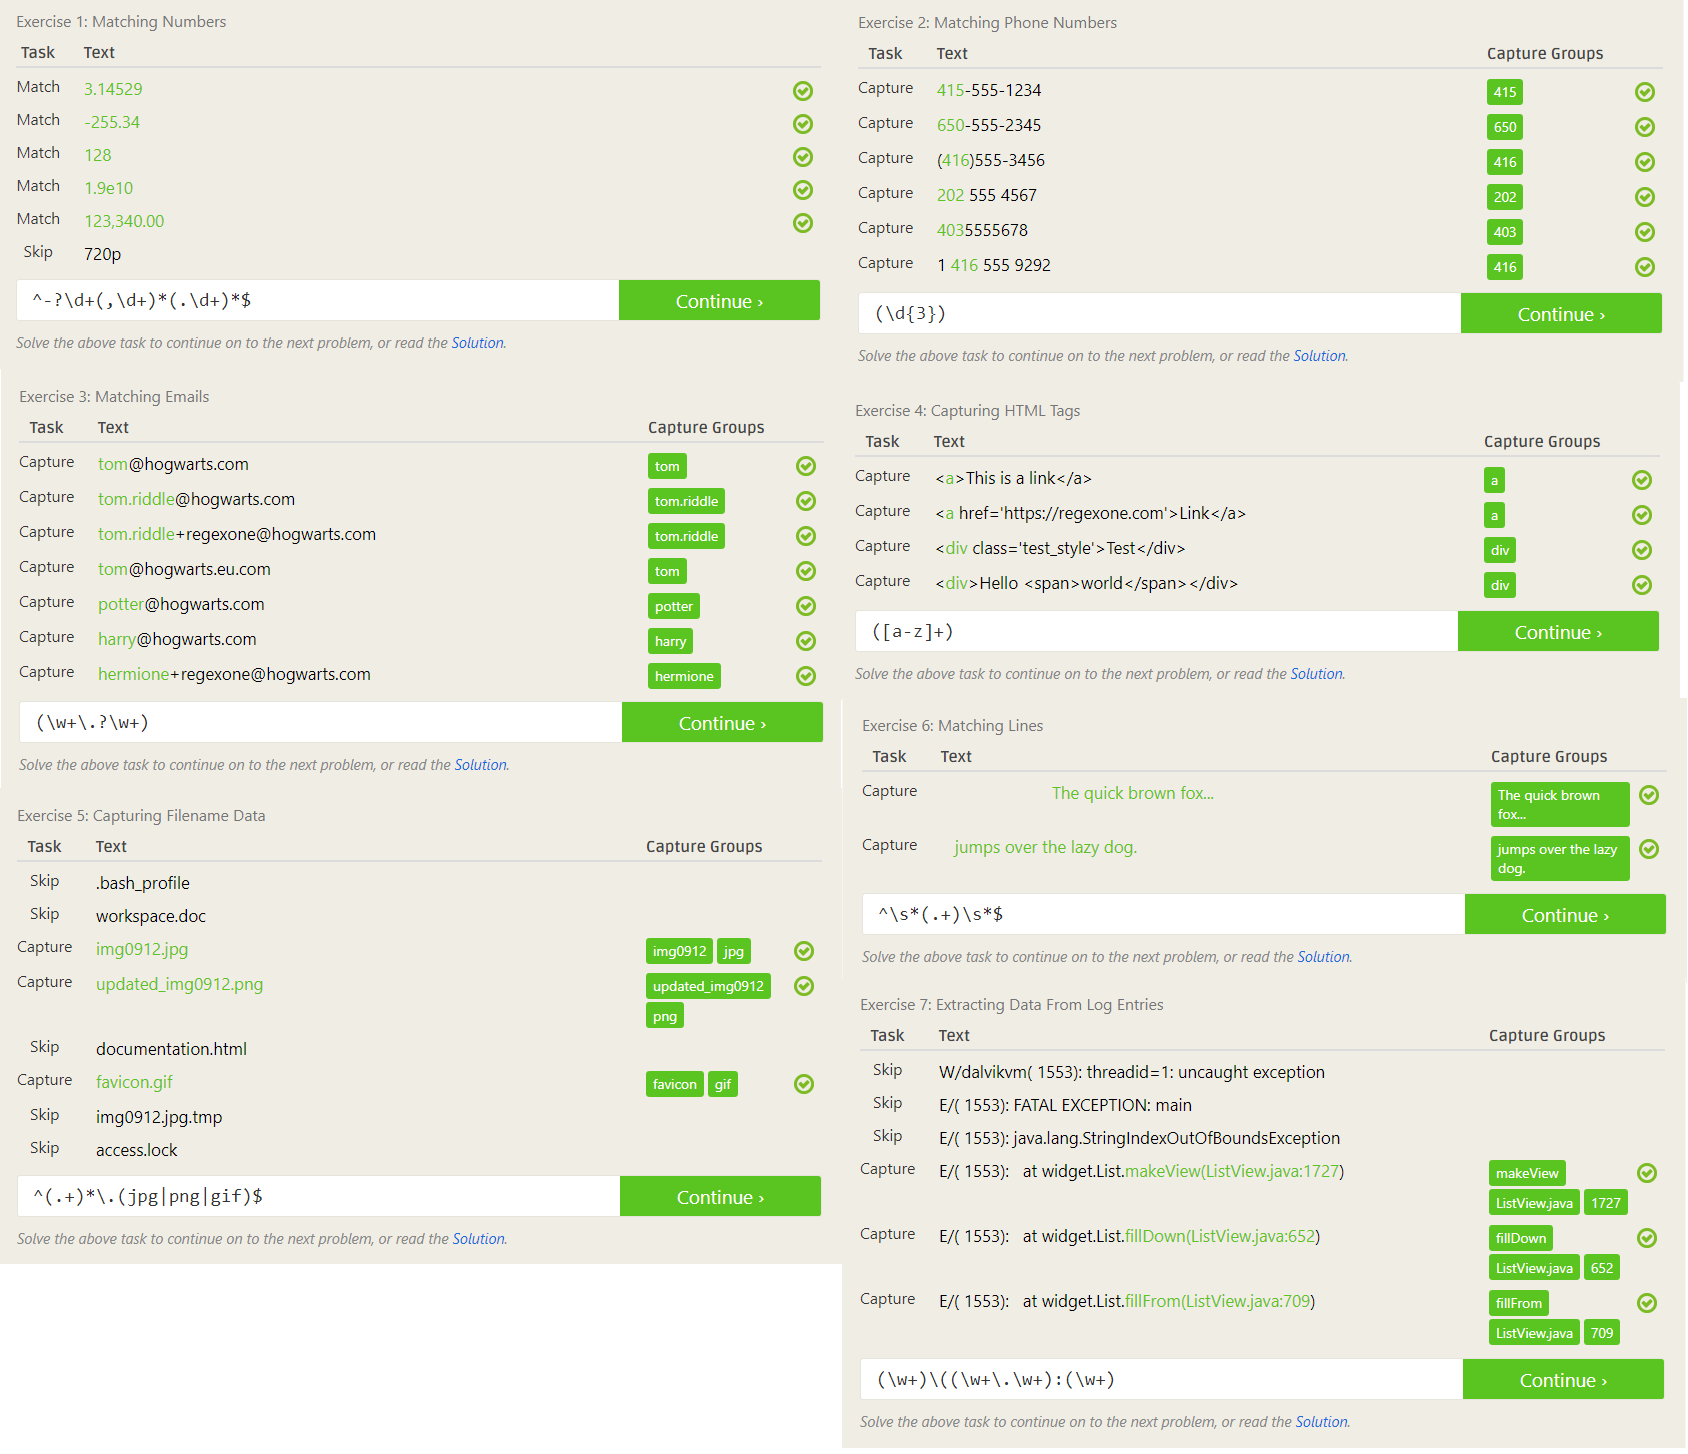 Exercise 1: Matching Numbers
Task Text
Match 3.14529
Match -255.34
Match 128
Match 1.9e10
Match 123,340.00
Skip 720p
^-?\d+(,\d+)*(.\d+)*$
Continue ›
Solve the above task to continue on to the next problem, or read the Solution.
Exercise 2: Matching Phone Numbers
Task Text Capture Groups
Capture 415-555-1234 415
Capture 650-555-2345 650
Capture (416)555-3456 416
Capture 202 555 4567 202
Capture 4035555678 403
Capture 1 416 555 9292 416
(\d{3})
Continue ›
Solve the above task to continue on to the next problem, or read the Solution.
Exercise 3: Matching Emails
Task Text Capture Groups
Capture tom@hogwarts.com tom
Capture tom.riddle@hogwarts.com tom.riddle
Capture tom.riddle+regexone@hogwarts.com tom.riddle
Capture tom@hogwarts.eu.com tom
Capture potter@hogwarts.com potter
Capture harry@hogwarts.com harry
Capture hermione+regexone@hogwarts.com hermione
(\w+\.?\w+)
Continue ›
Solve the above task to continue on to the next problem, or read the Solution.
Exercise 4: Capturing HTML Tags
Task Text Capture Groups
Capture <a>This is a link</a> a
Capture <a href='https://regexone.com'>Link</a> a
Capture <div class='test_style'>Test</div> div
Capture <div>Hello <span>world</span></div> div
([a-z]+)
Continue ›
Solve the above task to continue on to the next problem, or read the Solution.
Exercise 5: Capturing Filename Data
Task Text Capture Groups
Skip .bash_profile
Skip workspace.doc
Capture img0912.jpg img0912 jpg
Capture updated_img0912.png updated_img0912
png
Skip documentation.html
Capture favicon.gif favicon gif
Skip img0912.jpg.tmp
Skip access.lock
^(.+)*\.(jpg|png|gif)$
Continue ›
Solve the above task to continue on to the next problem, or read the Solution.
Exercise 6: Matching Lines
Task Text Capture Groups
Capture The quick brown fox... The quick brown
fox...
Capture jumps over the lazy dog. jumps over the lazy
dog.
^\s*(.+)\s*$
Continue ›
Solve the above task to continue on to the next problem, or read the Solution.
Exercise 7: Extracting Data From Log Entries
Task Text Capture Groups
Skip W/dalvikvm( 1553): threadid=1: uncaught exception
Skip E/( 1553): FATAL EXCEPTION: main
Skip E/( 1553): java.lang.StringIndexOutOfBoundsException
Capture E/( 1553): at widget.List.makeView(ListView.java:1727) makeView
ListView.java 1727
Capture E/( 1553): at widget.List.fillDown(ListView.java:652) fillDown
ListView.java 652
Capture E/( 1553): at widget.List.fillFrom(ListView.java:709) fillFrom
ListView.java 709
(\w+)\((\w+\.\w+):(\w+)
Continue ›
Solve the above task to continue on to the next problem, or read the Solution.